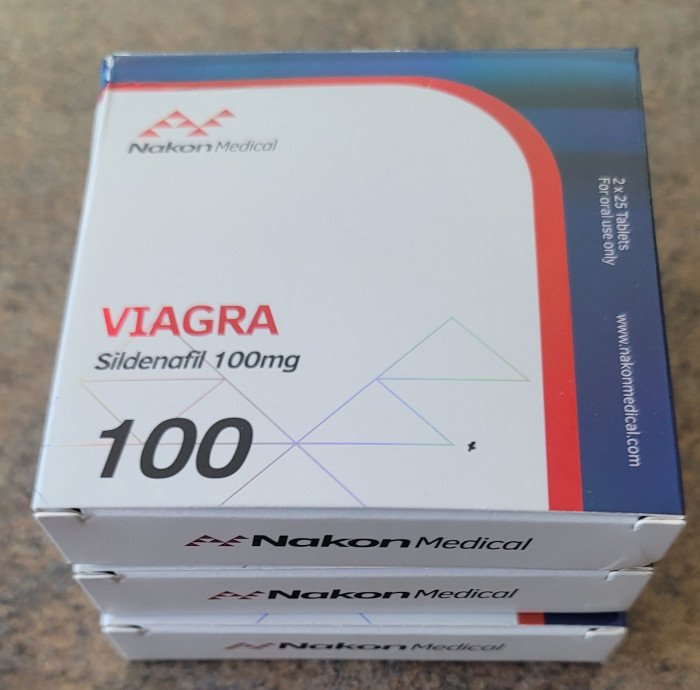 Nakon Medical
2 x 25 Tablets
For oral use only
www.nakonmedical.com
VIAGRA
Sildenafil 100mg
100
Nakon Medical
Nakon Medical
Nakon Medical